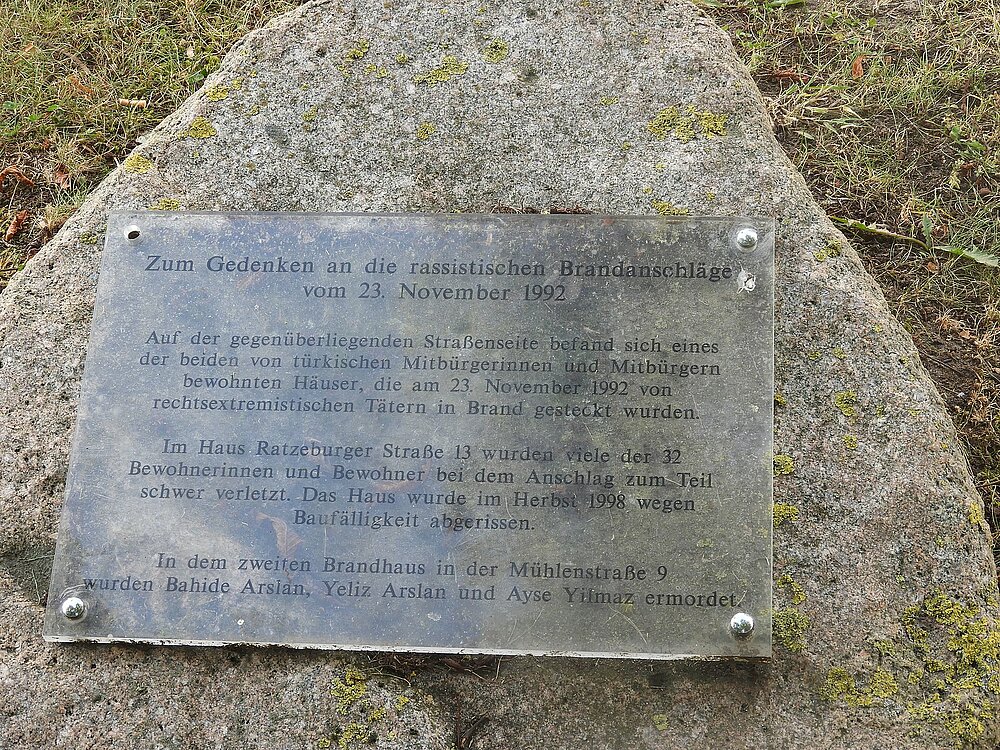 Zum Gedenken an die rassistischen Brandanschläge
vom 23. November 1992
Auf der gegenüberliegenden Straßenseite befand sich eines
der beiden von türkischen Mitbürgerinnen und Mitbürgern
bewohnten Häuser, die am 23. November 1992 von
rechtsextremistischen Tätern in Brand gesteckt wurden.
Im Haus Ratzeburger Straße 13 wurden viele der 32
Bewohnerinnen und Bewohner bei dem Anschlag zum Teil
schwer verletzt. Das Haus wurde im Herbst 1998 wegen
Baufälligkeit abgerissen.
In dem zweiten Brandhaus in der Mühlenstraße 9
wurden Bahide Arslan, Yeliz Arslan und Ayse Yilmaz ermordet.